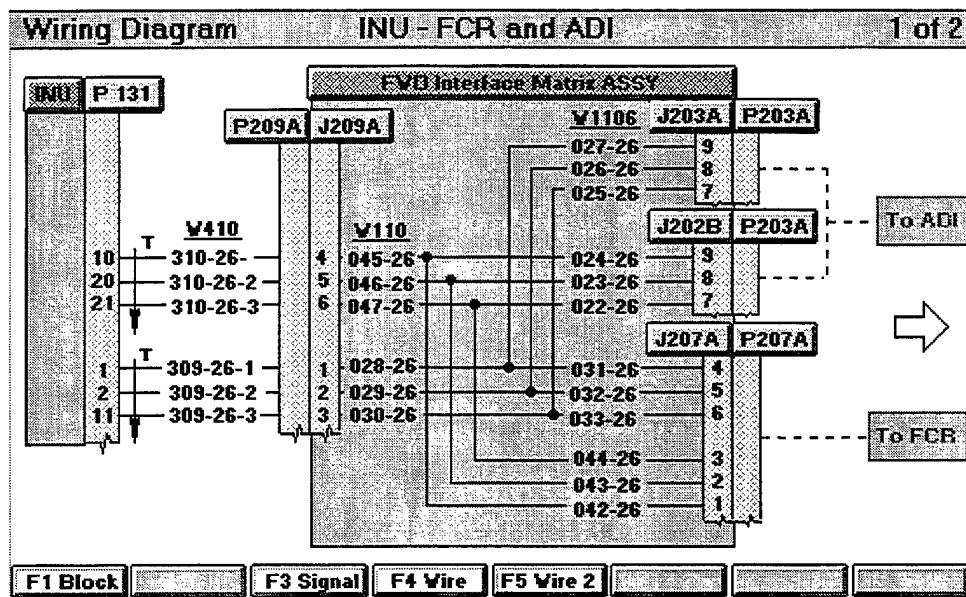 Wiring Diagram INU - FCR and ADI 1 of 2
FWD Interface Matrix ASSY
INU P 131
P209A J209A
W1106 J203A P203A
027-26 9
026-26 8
025-26 7
To ADI
J202B P203A
W410 W110
T
10 310-26- 4 045-26 024-26 9
20 310-26-2 5 046-26 023-26 8
21 310-26-3 6 047-26 022-26 7
J207A P207A
T
1 309-26-1 1 028-26 031-26 4
2 309-26-2 2 029-26 032-26 5
11 309-26-3 3 030-26 033-26 6
To FCR
044-26 3
043-26 2
042-26 1
F1 Block F3 Signal F4 Wire F5 Wire 2